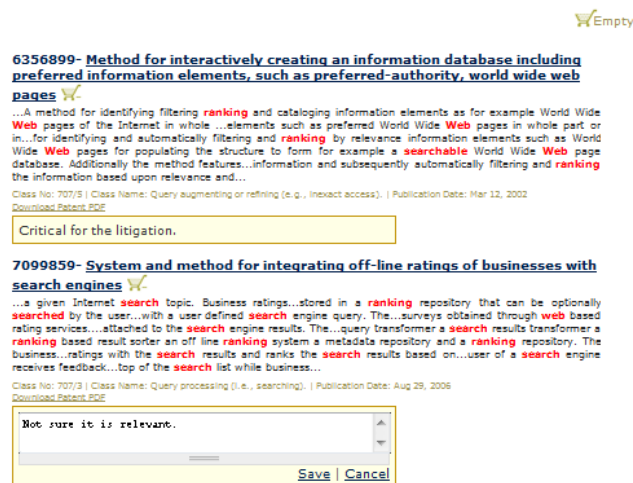 Empty
6356899- Method for interactively creating an information database including
preferred information elements, such as preferred-authority, world wide web
pages
...A method for identifying filtering ranking and cataloging information elements as for example World Wide
Web pages of the Internet in whole ...elements such as preferred World Wide Web pages in whole part or
in...for identifying and automatically filtering and ranking by relevance information elements such as World
Wide Web pages for populating the structure to form for example a searchable World Wide Web page
database. Additionally the method features...information and subsequently automatically filtering and ranking
the information based upon relevance and...
Class No: 707/5 | Class Name: Query augmenting or refining (e.g., inexact access). | Publication Date: Mar 12, 2002
Download Patent PDF
Critical for the litigation.
7099859- System and method for integrating off-line ratings of businesses with
search engines
...a given Internet search topic. Business ratings...stored in a ranking repository that can be optionally
searched by the user...with a user defined search engine query. The...surveys obtained through web based
rating services....attached to the search engine results. The...query transformer a search results transformer a
ranking based result sorter an off line ranking system a metadata repository and a ranking repository. The
business...ratings with the search results and ranks the search results based on...user of a search engine
receives feedback...top of the search list while business...
Class No: 707/3 | Class Name: Query processing (i.e., searching). | Publication Date: Aug 29, 2006
Download Patent PDF
Not sure it is relevant.
Save | Cancel